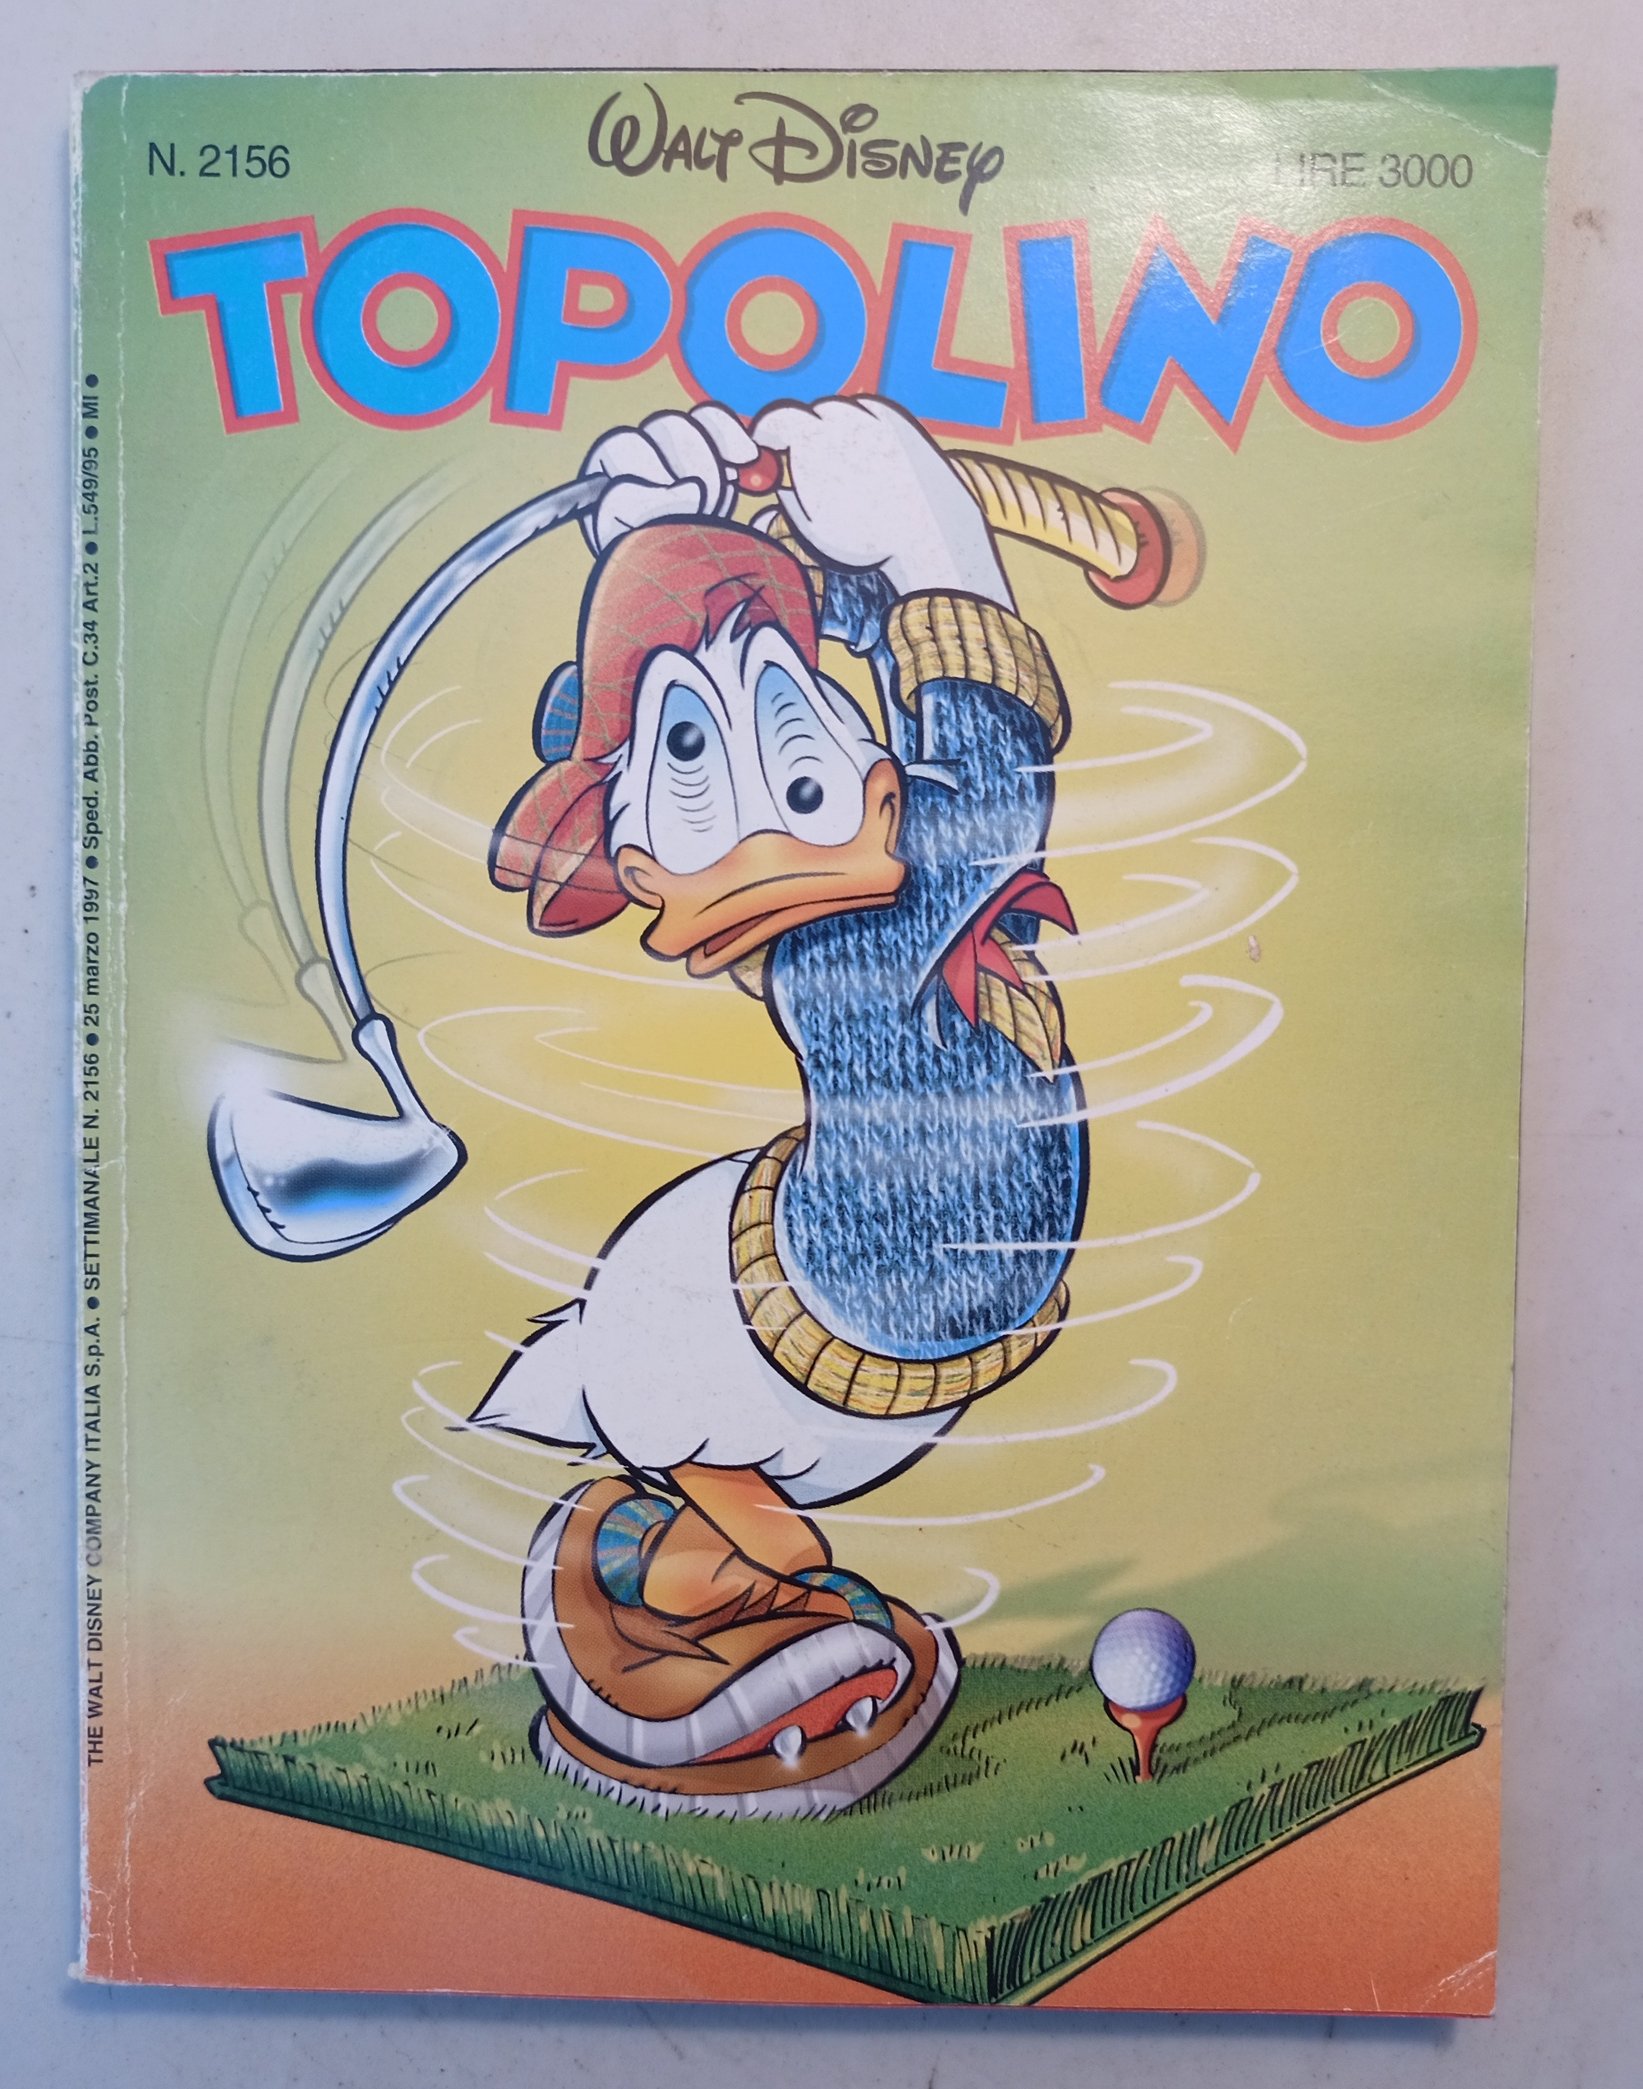 N. 2156
WALT DISNEY
LIRE 3000
TOPOLINO
THE WALT DISNEY COMPANY ITALIA S.p.A. ● SETTIMANALE N. 2156 ● 25 marzo 1997 ● Sped. Abb. Post. C.34 Art.2 ● L.549/95 ● MI ●